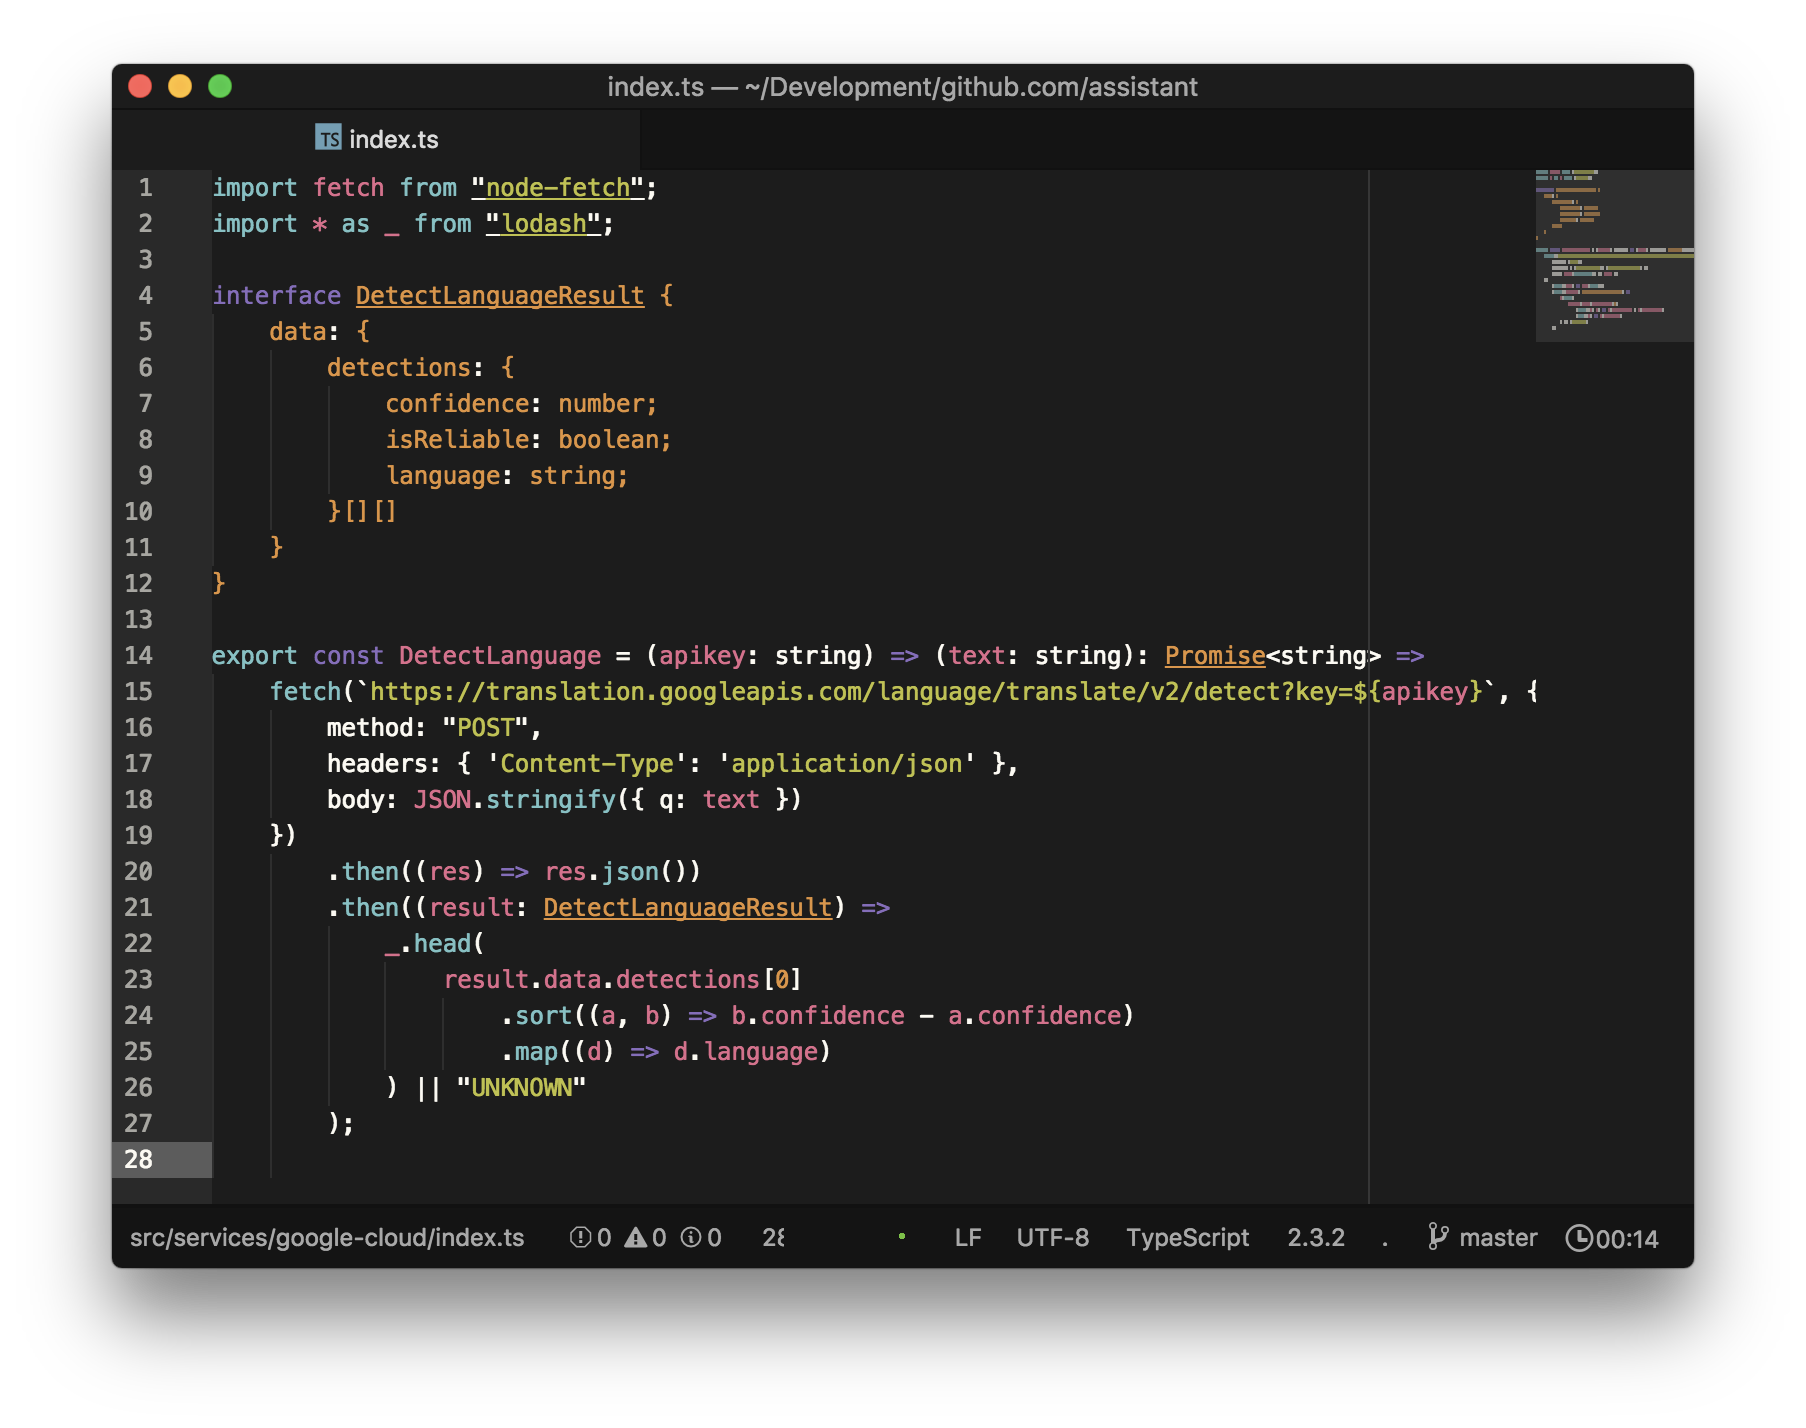 index.ts — ~/Development/github.com/assistant
TS index.ts
1 import fetch from "node-fetch";
2 import * as _ from "lodash";
3
4 interface DetectLanguageResult {
5     data: {
6         detections: {
7             confidence: number;
8             isReliable: boolean;
9             language: string;
10         }[][]
11     }
12 }
13
14 export const DetectLanguage = (apikey: string) => (text: string): Promise<string> =>
15     fetch(`https://translation.googleapis.com/language/translate/v2/detect?key=${apikey}`, {
16         method: "POST",
17         headers: { 'Content-Type': 'application/json' },
18         body: JSON.stringify({ q: text })
19     })
20         .then((res) => res.json())
21         .then((result: DetectLanguageResult) =>
22             _.head(
23                 result.data.detections[0]
24                     .sort((a, b) => b.confidence - a.confidence)
25                     .map((d) => d.language)
26             ) || "UNKNOWN"
27         );
28
src/services/google-cloud/index.ts 0 0 0 LF UTF-8 TypeScript 2.3.2 . master 00:14